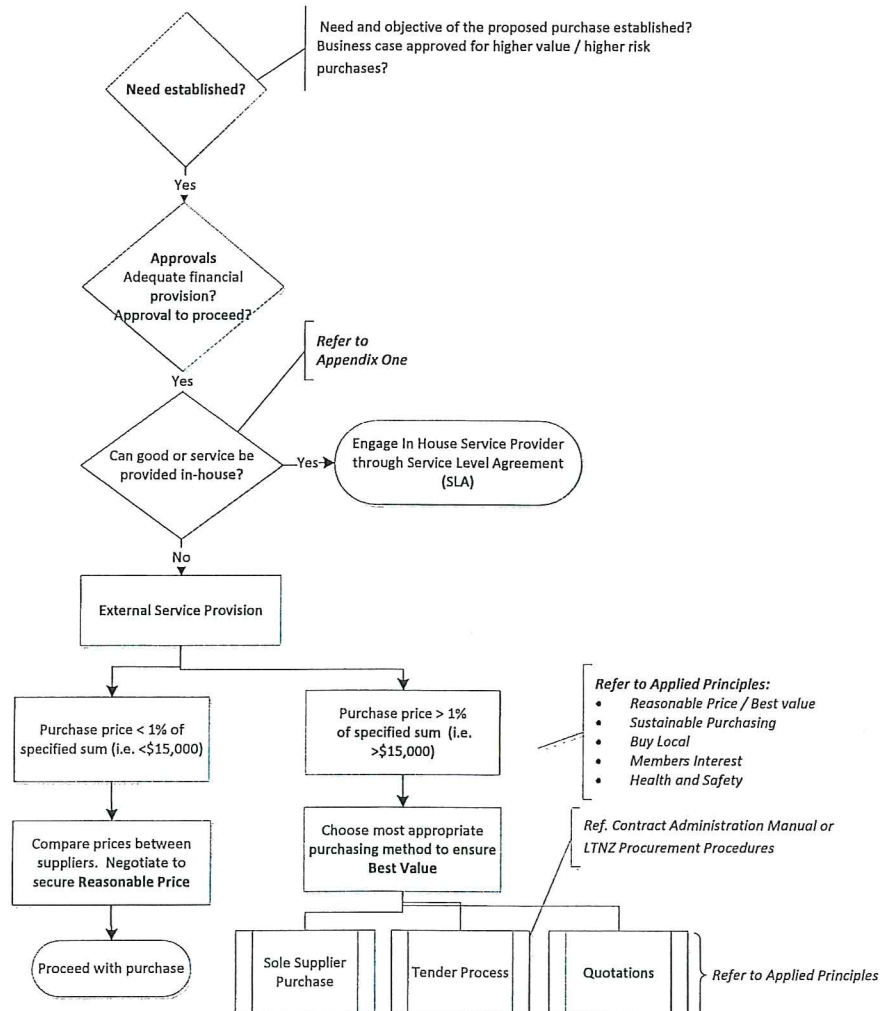 Need and objective of the proposed purchase established?
Business case approved for higher value / higher risk
purchases?
Need established?
Yes
Approvals
Adequate financial
provision?
Approval to proceed?
Refer to
Appendix One
Yes
Can good or service be
provided in-house?
Yes
Engage In House Service Provider
through Service Level Agreement
(SLA)
No
External Service Provision
Purchase price < 1% of
specified sum (i.e. <$15,000)
Purchase price > 1%
of specified sum (i.e.
>$15,000)
Refer to Applied Principles:
• Reasonable Price / Best value
• Sustainable Purchasing
• Buy Local
• Members Interest
• Health and Safety
Compare prices between
suppliers. Negotiate to
secure Reasonable Price
Choose most appropriate
purchasing method to ensure
Best Value
Ref. Contract Administration Manual or
LTNZ Procurement Procedures
Proceed with purchase
Sole Supplier
Purchase
Tender Process
Quotations
Refer to Applied Principles